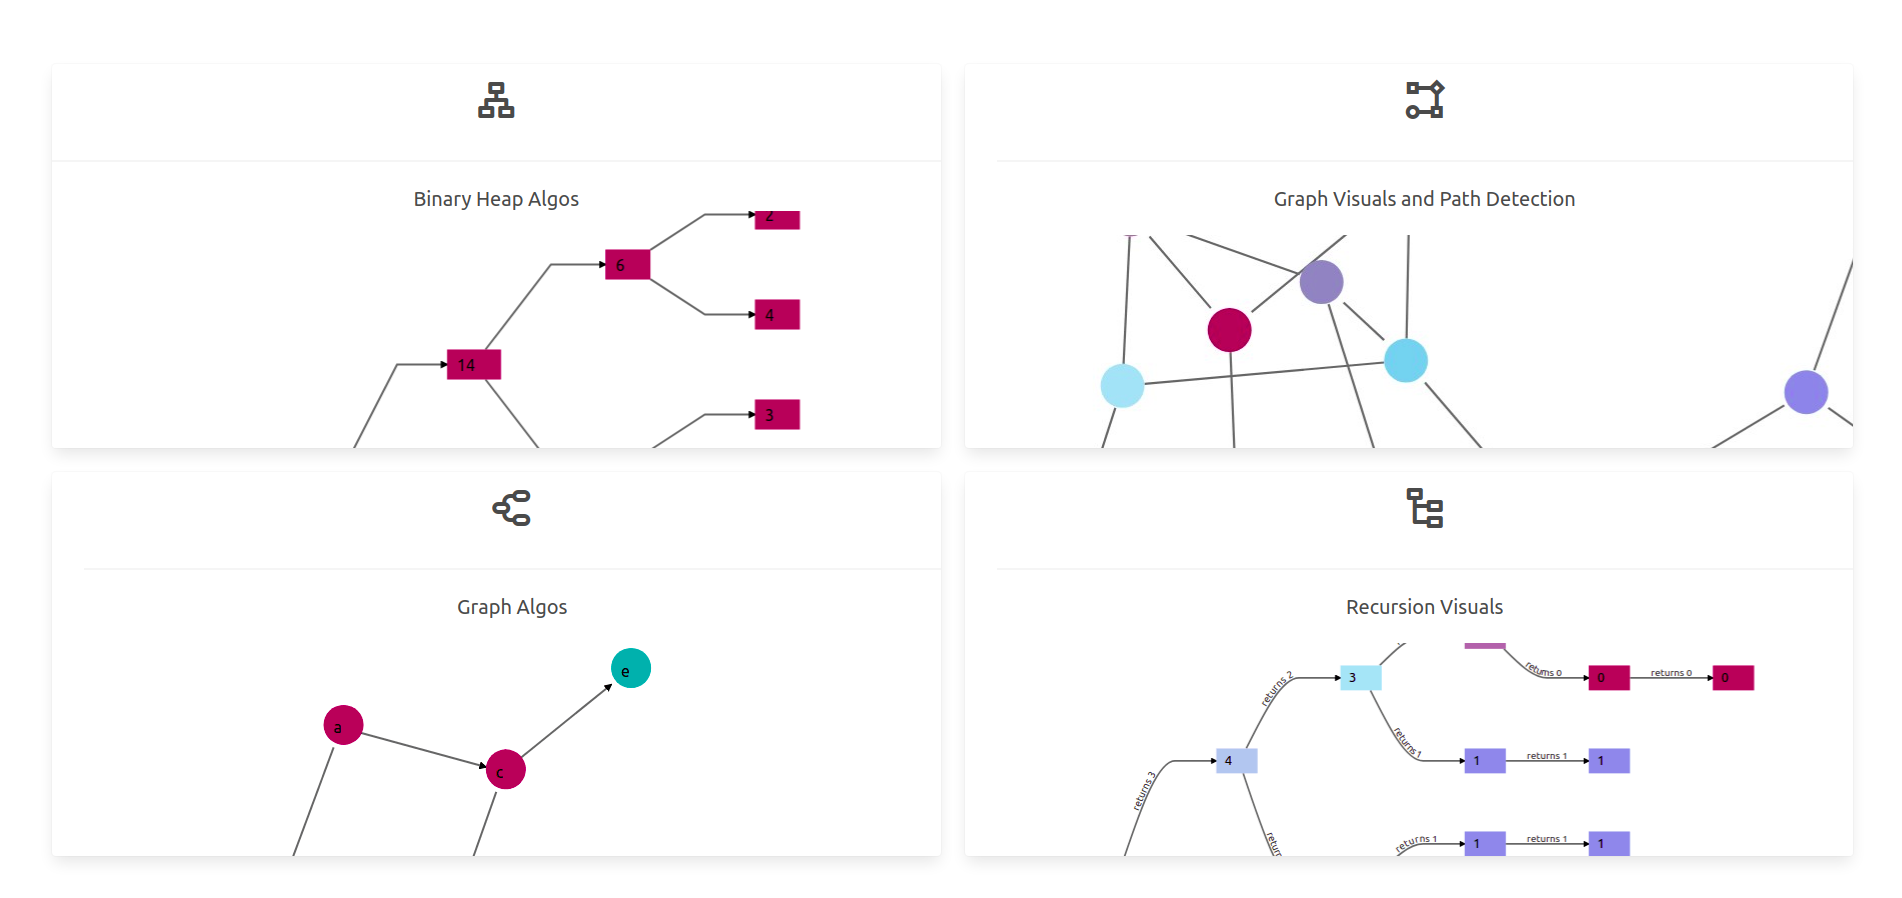 Binary Heap Algos
2
6
4
14
3
Graph Visuals and Path Detection
Graph Algos
e
a
c
Recursion Visuals
returns 0
0
returns 0
0
returns 2
3
returns 1
1
returns 1
1
returns 3
4
returns 1
1
returns 1
1